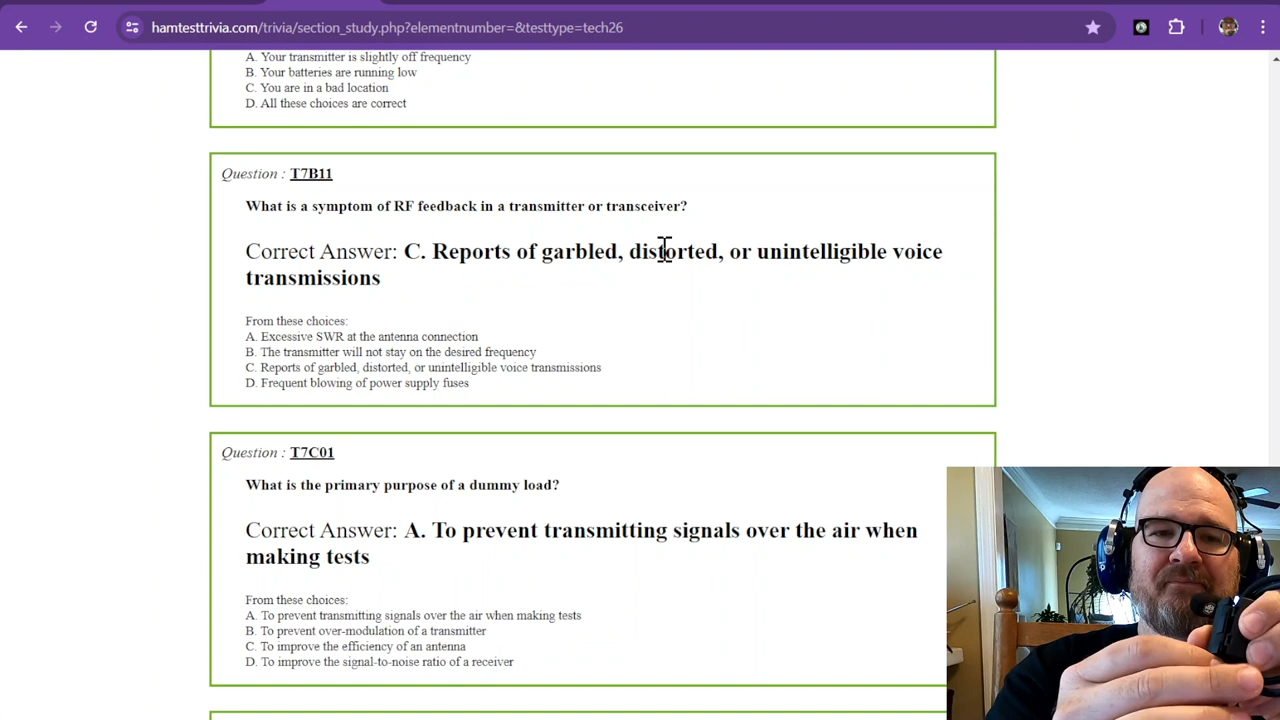 hamtesttrivia.com/trivia/section_study.php?elementnumber=&testtype=tech26
A. Your transmitter is slightly off frequency
B. Your batteries are running low
C. You are in a bad location
D. All these choices are correct
Question : T7B11
What is a symptom of RF feedback in a transmitter or transceiver?
Correct Answer: C. Reports of garbled, distorted, or unintelligible voice
transmissions
From these choices:
A. Excessive SWR at the antenna connection
B. The transmitter will not stay on the desired frequency
C. Reports of garbled, distorted, or unintelligible voice transmissions
D. Frequent blowing of power supply fuses
Question : T7C01
What is the primary purpose of a dummy load?
Correct Answer: A. To prevent transmitting signals over the air when
making tests
From these choices:
A. To prevent transmitting signals over the air when making tests
B. To prevent over-modulation of a transmitter
C. To improve the efficiency of an antenna
D. To improve the signal-to-noise ratio of a receiver